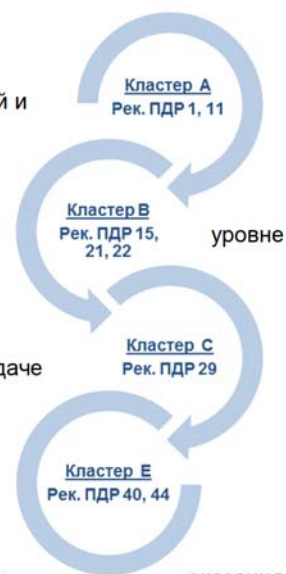 Кластер А
Рек. ПДР 1, 11
й и
Кластер В
Рек. ПДР 15,
21, 22
уровне
Кластер С
Рек. ПДР 29
даче
Кластер Е
Рек. ПДР 40, 44